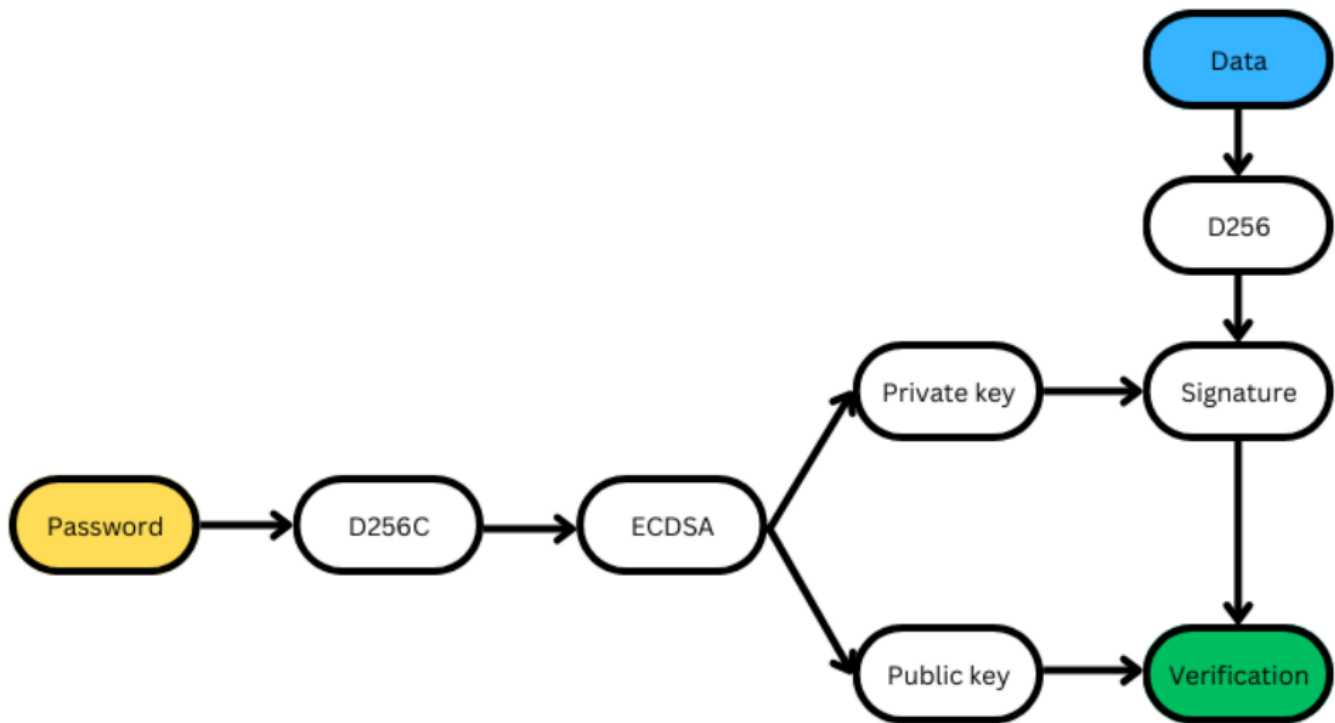 Data
D256
Private key
Signature
Password
D256C
ECDSA
Public key
Verification